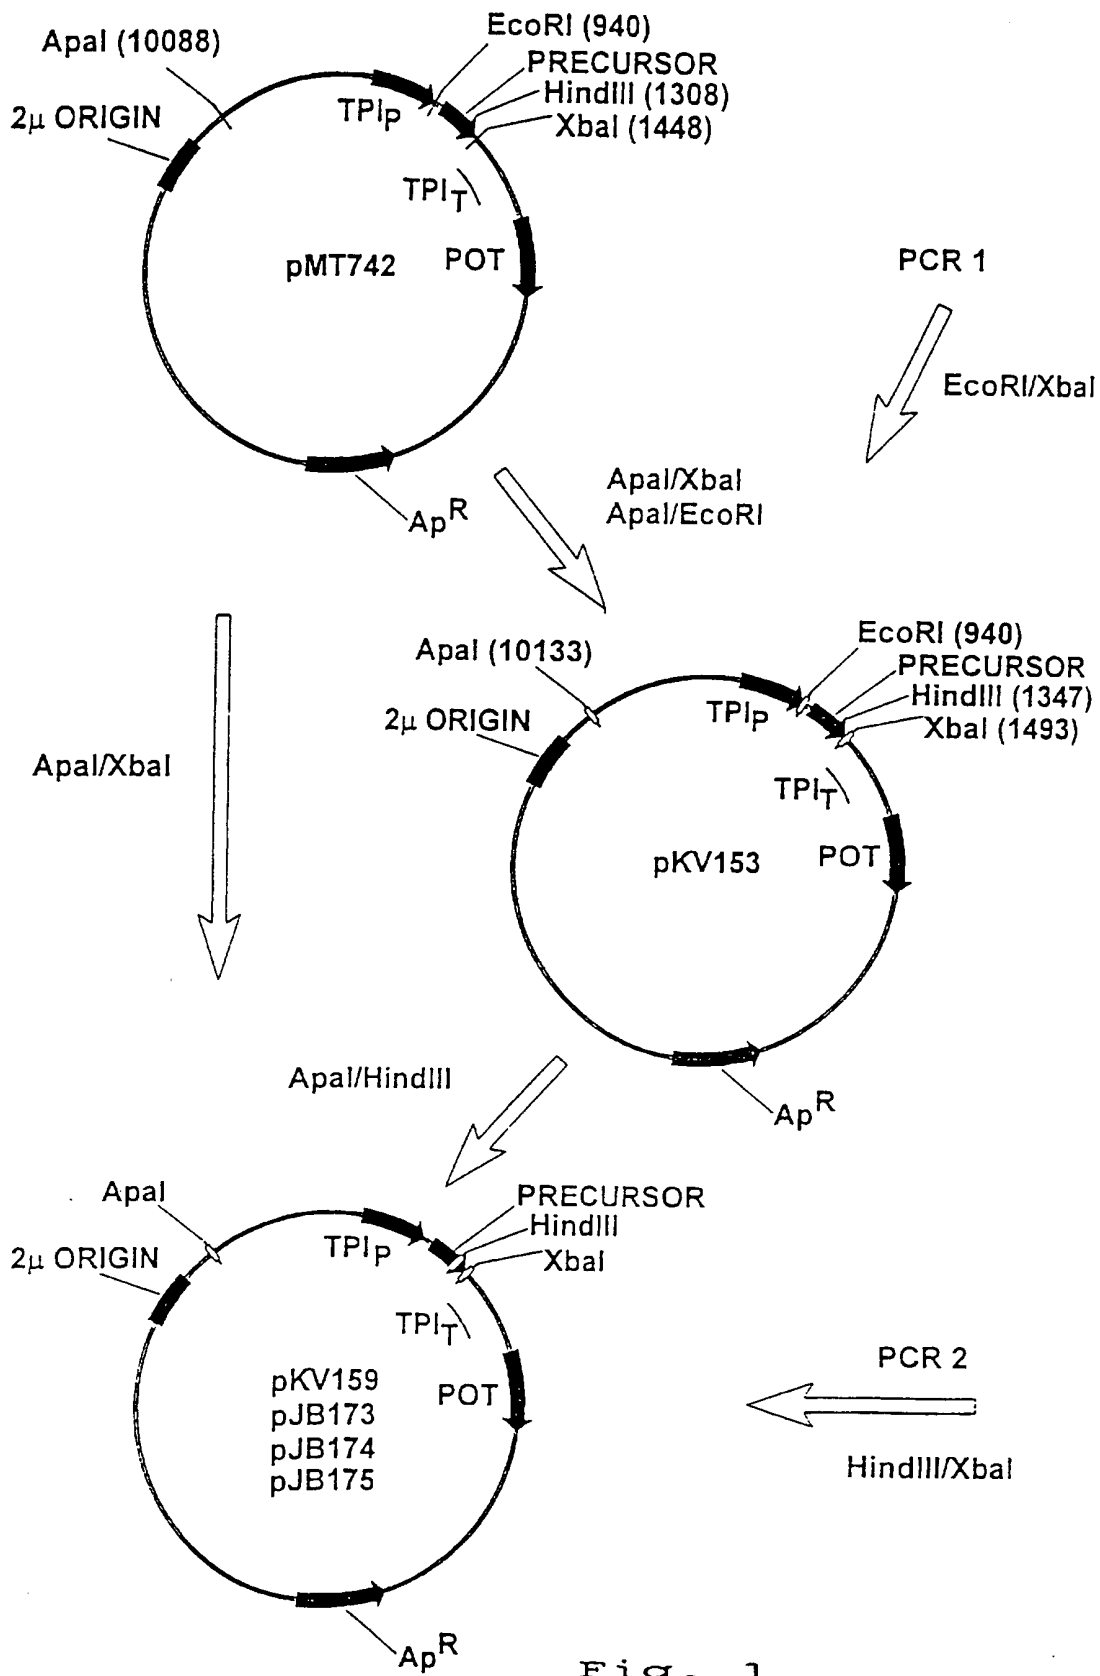 EcoRI (940)
ApaI (10088)
PRECURSOR
HindIII (1308)
TPIP
2µ ORIGIN
XbaI (1448)
TPIT
pMT742
POT
PCR 1
EcoRI/XbaI
ApaI/XbaI
ApaI/EcoRI
ApR
EcoRI (940)
ApaI (10133)
PRECURSOR
HindIII (1347)
TPIP
2µ ORIGIN
XbaI (1493)
ApaI/XbaI
TPIT
pKV153
POT
ApaI/HindIII
ApR
ApaI
PRECURSOR
HindIII
TPIP
2µ ORIGIN
XbaI
TPIT
PCR 2
pKV159
POT
pJB173
pJB174
HindIII/XbaI
pJB175
ApR
Fig. 1